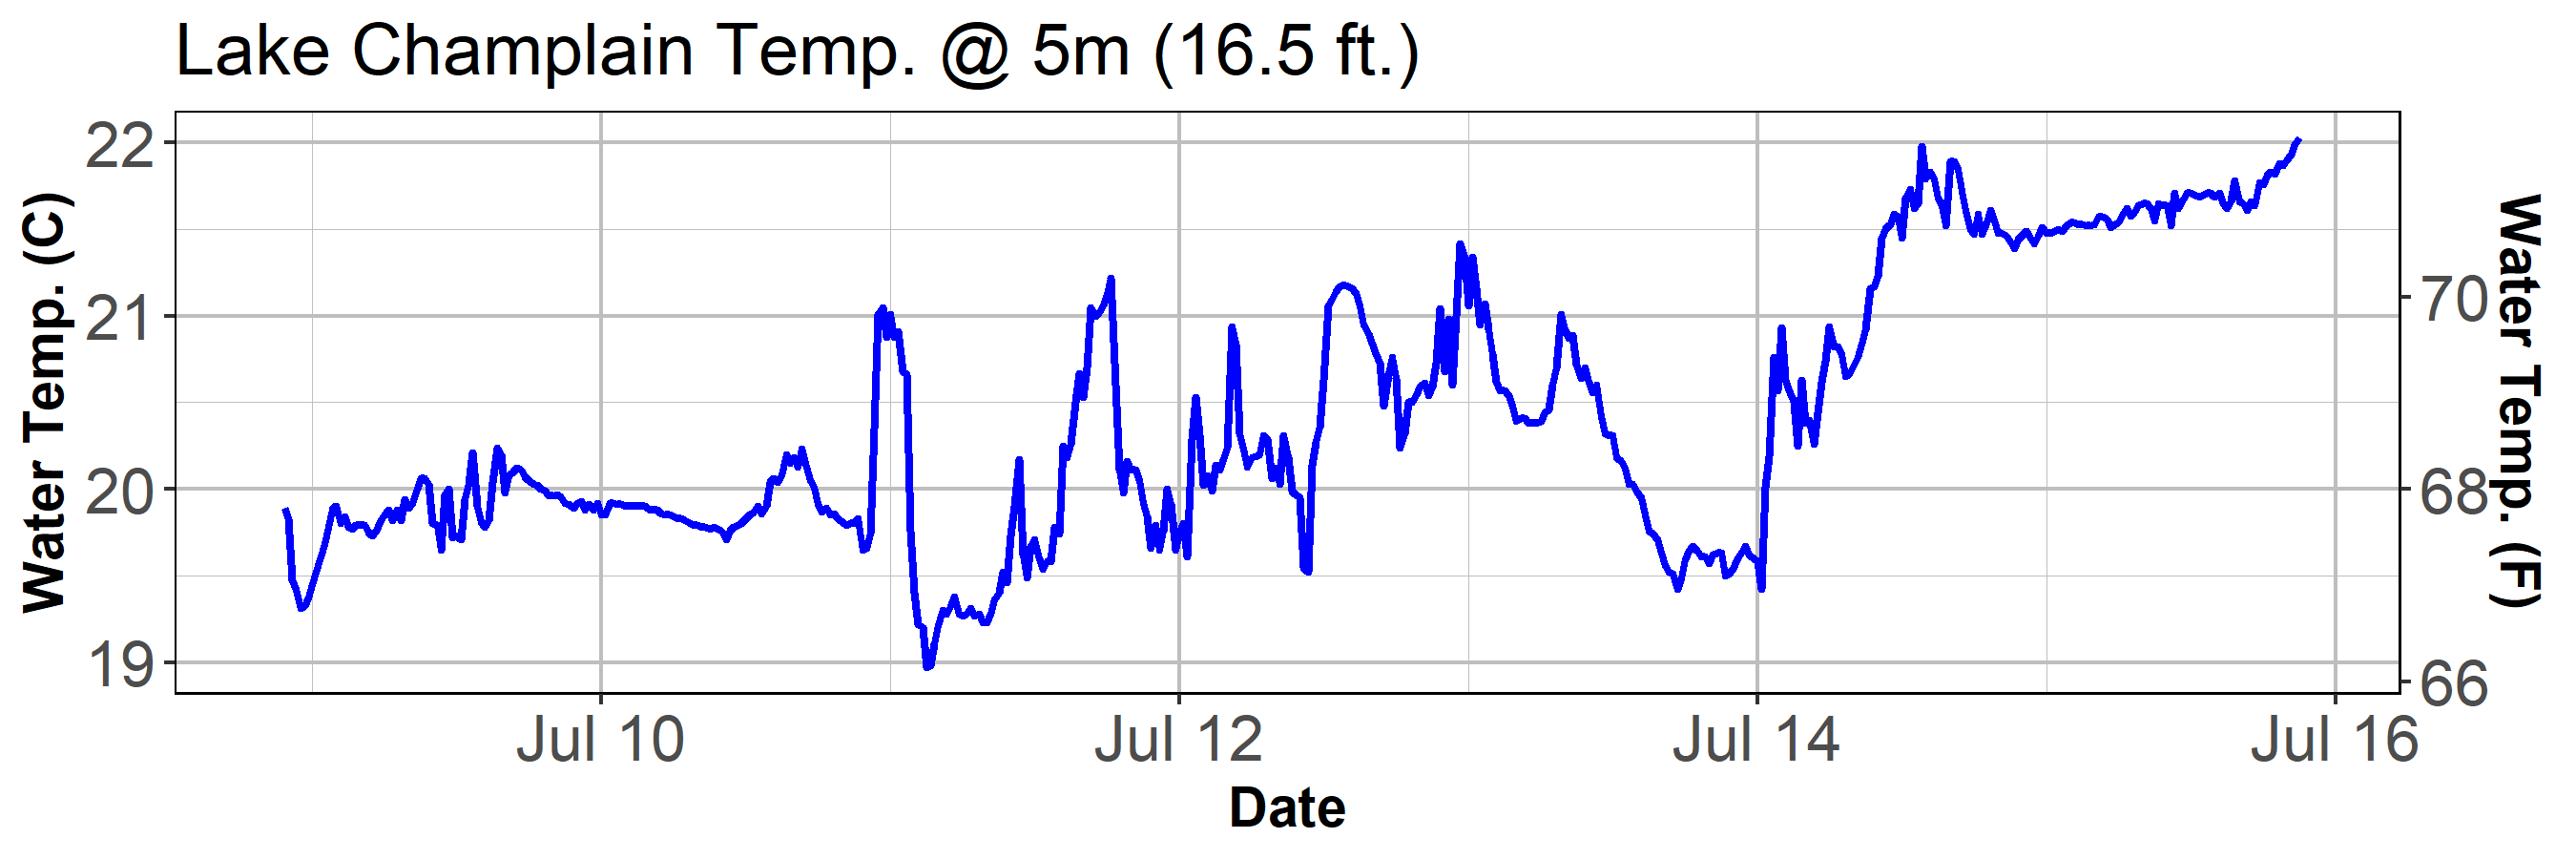 Lake Champlain Temp. @ 5m (16.5 ft.)
Water Temp. (C)
22
21
20
19
70
68
66
Water Temp. (F)
Jul 10
Jul 12
Jul 14
Jul 16
Date